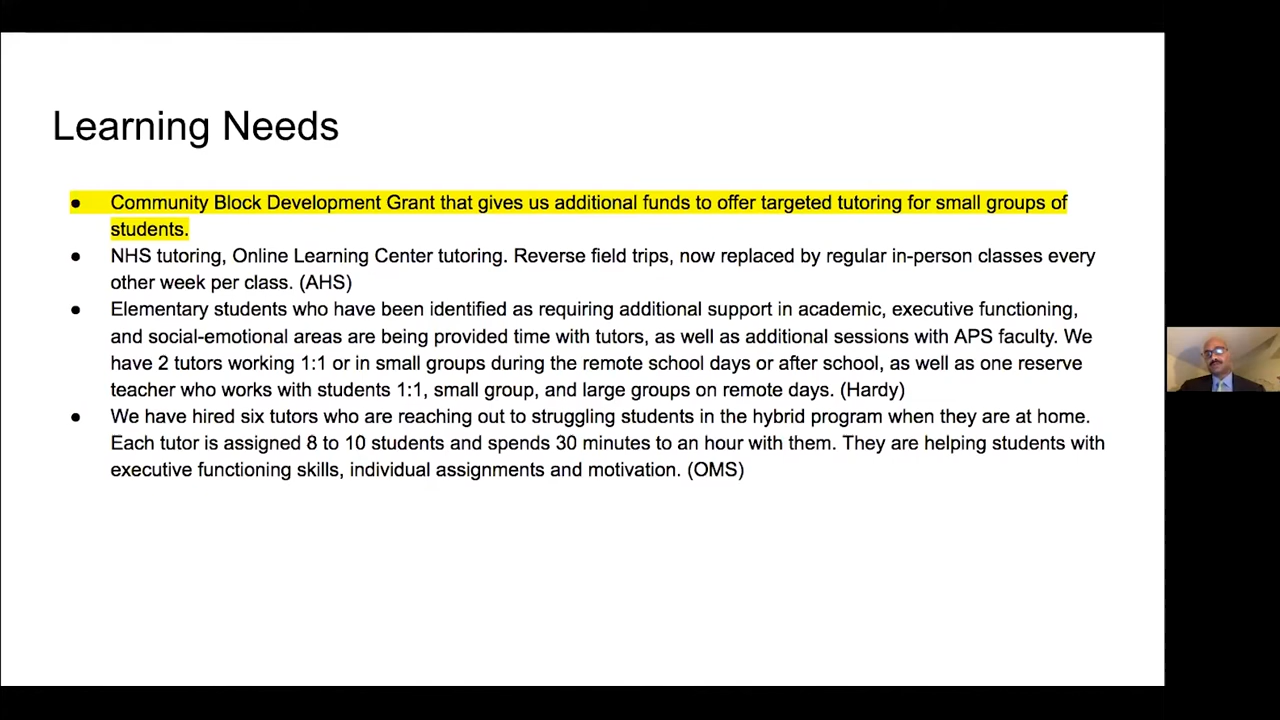 Learning Needs
● Community Block Development Grant that gives us additional funds to offer targeted tutoring for small groups of
students.
● NHS tutoring, Online Learning Center tutoring. Reverse field trips, now replaced by regular in-person classes every
other week per class. (AHS)
● Elementary students who have been identified as requiring additional support in academic, executive functioning,
and social-emotional areas are being provided time with tutors, as well as additional sessions with APS faculty. We
have 2 tutors working 1:1 or in small groups during the remote school days or after school, as well as one reserve
teacher who works with students 1:1, small group, and large groups on remote days. (Hardy)
● We have hired six tutors who are reaching out to struggling students in the hybrid program when they are at home.
Each tutor is assigned 8 to 10 students and spends 30 minutes to an hour with them. They are helping students with
executive functioning skills, individual assignments and motivation. (OMS)